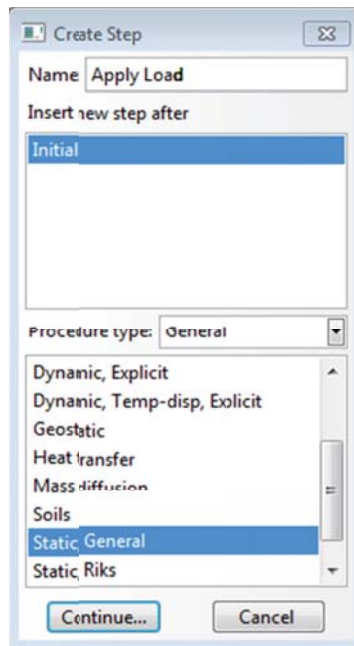 Create Step
Name Apply Load
Insert new step after
Initial
Procedure type: General
Dynamic, Explicit
Dynamic, Temp-disp, Explicit
Geostatic
Heat transfer
Mass diffusion
Soils
Static, General
Static, Riks
Continue... Cancel